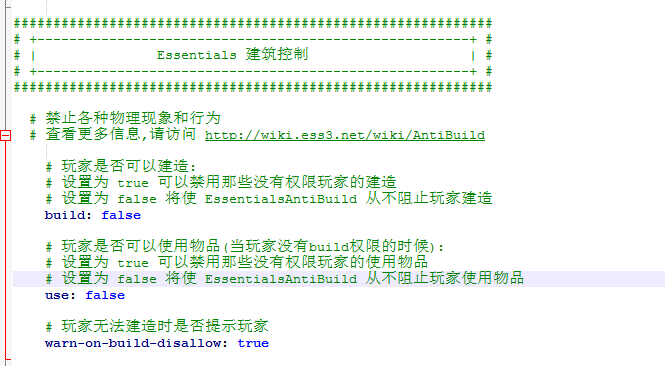 ############################################################
# +------------------------------------------------------+ #
# |               Essentials 建筑控制                    | #
# +------------------------------------------------------+ #
############################################################
# 禁止各种物理现象和行为
# 查看更多信息,请访问 http://wiki.ess3.net/wiki/AntiBuild
# 玩家是否可以建造:
# 设置为 true 可以禁用那些没有权限玩家的建造
# 设置为 false 将使 EssentialsAntiBuild 从不阻止玩家建造
build: false
# 玩家是否可以使用物品(当玩家没有build权限的时候):
# 设置为 true 可以禁用那些没有权限玩家的使用物品
# 设置为 false 将使 EssentialsAntiBuild 从不阻止玩家使用物品
use: false
# 玩家无法建造时是否提示玩家
warn-on-build-disallow: true